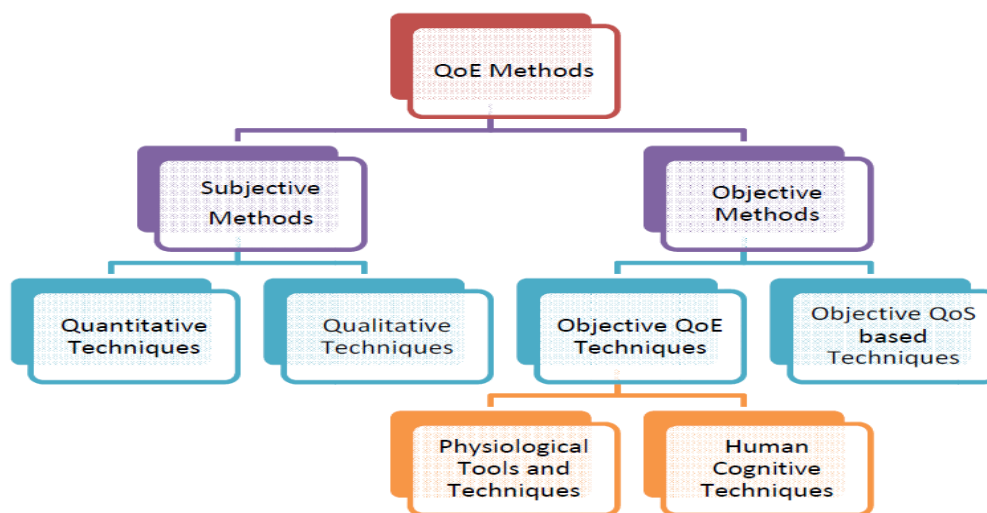 QoE Methods
Subjective
Methods
Objective
Methods
Quantitative
Techniques
Qualitative
Techniques
Objective QoE
Techniques
Objective QoS
based
Techniques
Physiological
Tools and
Techniques
Human
Cognitive
Techniques